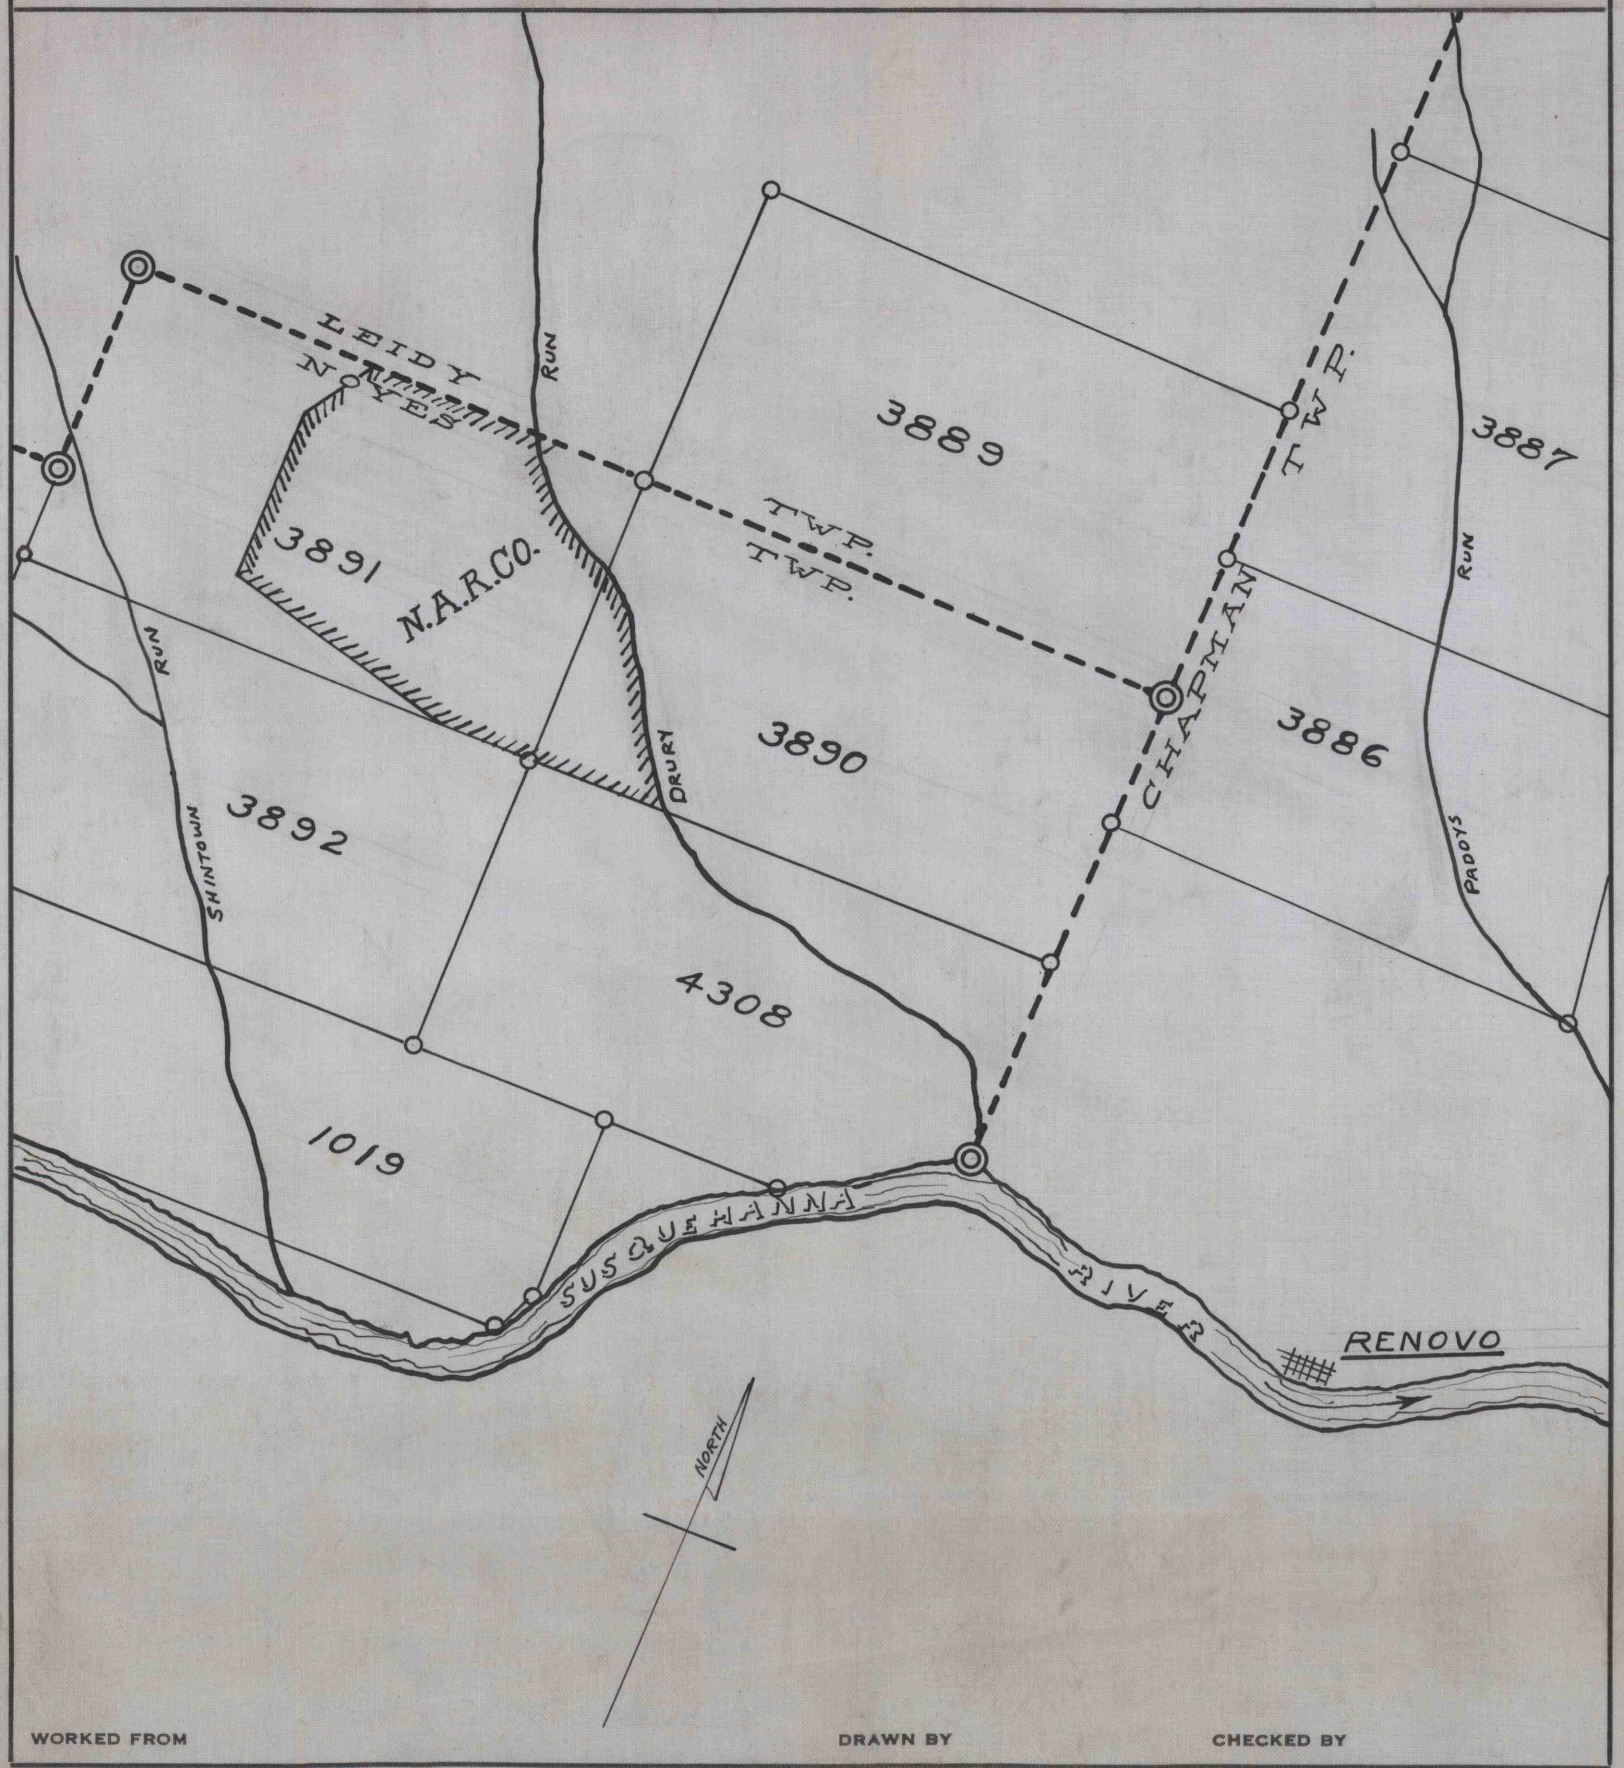 LEIDY TWP.
NOYES TWP.
RUN
3889
CHAPMAN TWP.
3887
3891
N.A.R.CO.
RUN
RUN
3890
DRURY
3886
3892
SHINTOWN
PADDYS
4308
1019
SUSQUEHANNA RIVER
RENOVO
NORTH
WORKED FROM
DRAWN BY
CHECKED BY